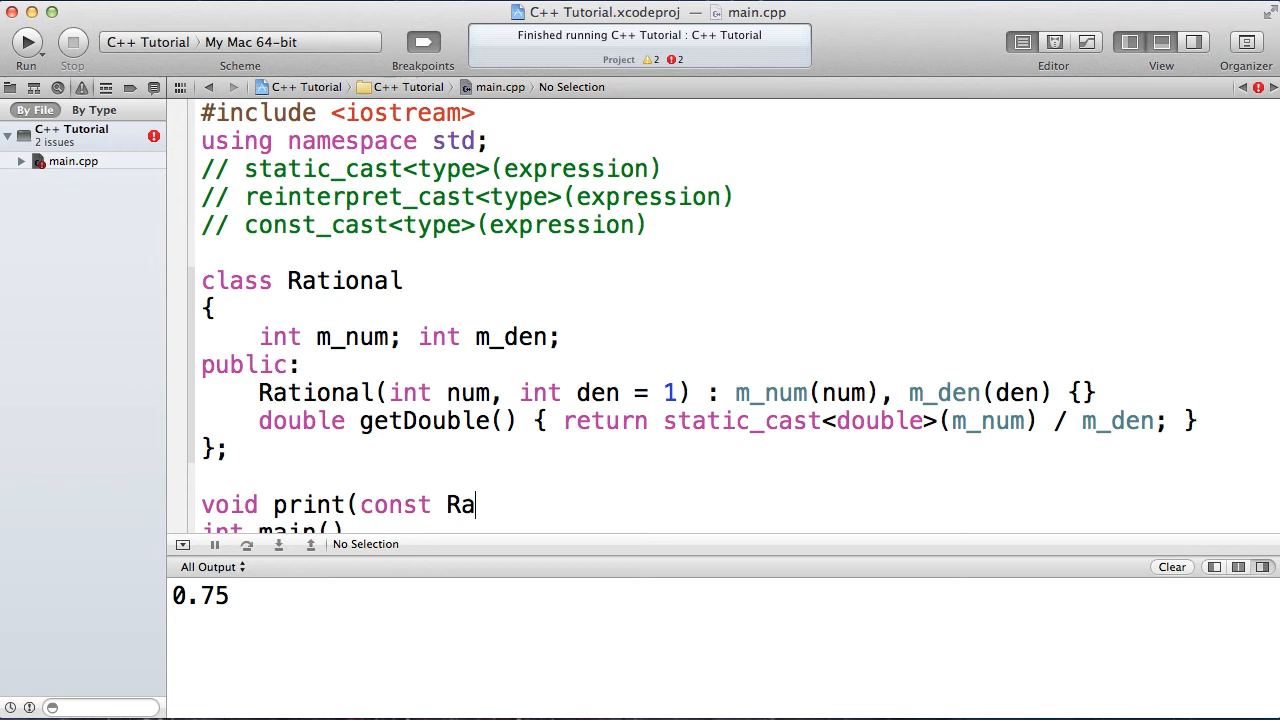 C++ Tutorial.xcodeproj — main.cpp
Finished running C++ Tutorial : C++ Tutorial
C++ Tutorial › My Mac 64-bit
Project 2 2
Run Stop Scheme Breakpoints Editor View Organizer
C++ Tutorial › C++ Tutorial › main.cpp › No Selection
By File By Type
C++ Tutorial
2 issues
main.cpp
#include <iostream>
using namespace std;
// static_cast<type>(expression)
// reinterpret_cast<type>(expression)
// const_cast<type>(expression)
class Rational
{
int m_num; int m_den;
public:
Rational(int num, int den = 1) : m_num(num), m_den(den) {}
double getDouble() { return static_cast<double>(m_num) / m_den; }
};
void print(const Ra
int main()
No Selection
All Output Clear
0.75